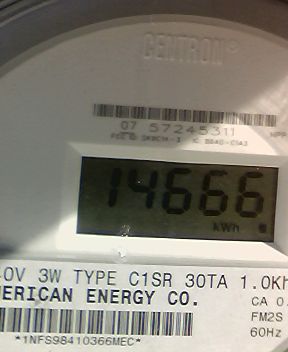 CENTRON®
07 57245311
14666
kWh
.0V 3W TYPE C1SR 30TA 1.0Kh
MERICAN ENERGY CO.
CA 0.
FM2S
60Hz
*1NFS98410366MEC*